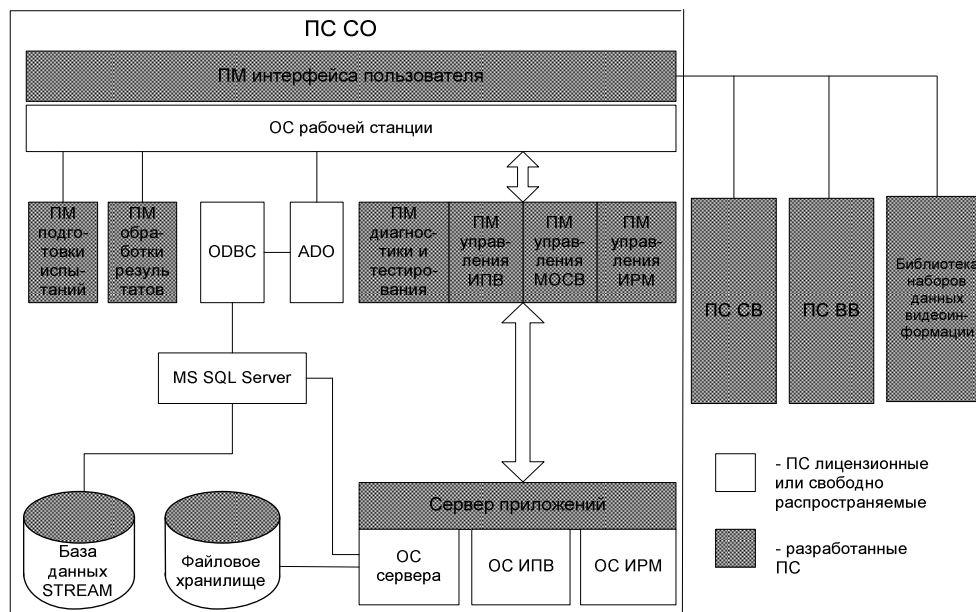 ПС СО
ПМ интерфейса пользователя
ОС рабочей станции
ПМ
подго-
товки
испы-
таний
ПМ
обра-
ботки
резуль-
татов
ODBC
ADO
ПМ
диагнос-
тики и
тестиро-
вания
ПМ
управ-
ления
ИПВ
ПМ
управ-
ления
МОСВ
ПМ
управ-
ления
ИРМ
ПС СВ
ПС ВВ
Библиотека
наборов
данных
видеоин-
формации
MS SQL Server
- ПС лицензионные
или свободно
распространяемые
- разработанные
ПС
База
данных
STREAM
Файловое
хранилище
Сервер приложений
ОС
сервера
ОС ИПВ
ОС ИРМ